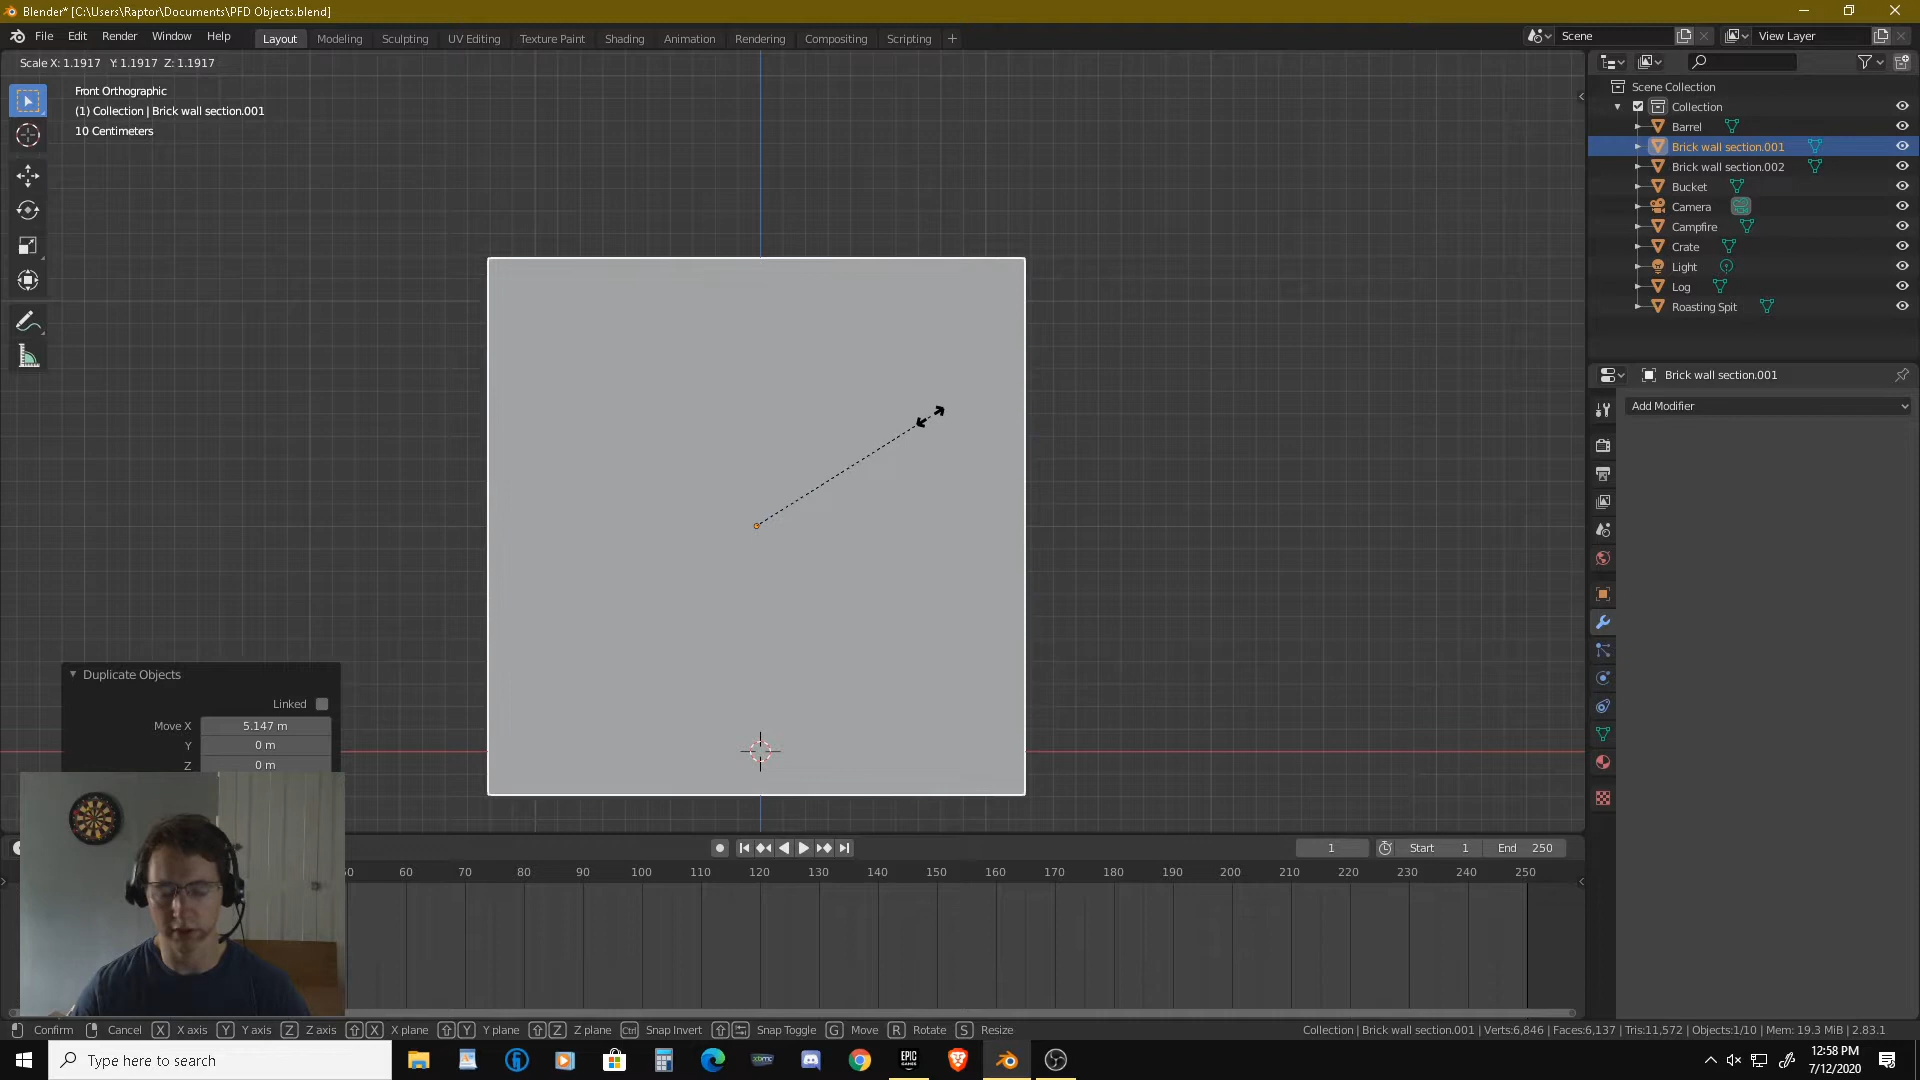 Blender* [C:\Users\Raptor\Documents\PFD Objects.blend]
File Edit Render Window Help
Layout Modeling Sculpting UV Editing Texture Paint Shading Animation Rendering Compositing Scripting
Scene
View Layer
Scale X: 1.1917 Y: 1.1917 Z: 1.1917
Front Orthographic
(1) Collection | Brick wall section.001
10 Centimeters
Scene Collection
Collection
Barrel
Brick wall section.001
Brick wall section.002
Bucket
Camera
Campfire
Crate
Light
Log
Roasting Spit
Brick wall section.001
Add Modifier
Duplicate Objects
Linked
Move X 5.147 m
Y 0 m
Z 0 m
1 Start 1 End 250
50 60 70 80 90 100 110 120 130 140 150 160 170 180 190 200 210 220 230 240 250
Confirm Cancel X X axis Y Y axis Z Z axis X X plane Y Y plane Z Z plane Ctrl Snap Invert Snap Toggle G Move R Rotate S Resize
Collection | Brick wall section.001 | Verts:6,846 | Faces:6,137 | Tris:11,572 | Objects:1/10 | Mem: 19.3 MiB | 2.83.1
Type here to search
EPIC
GAMES
12:58 PM
7/12/2020